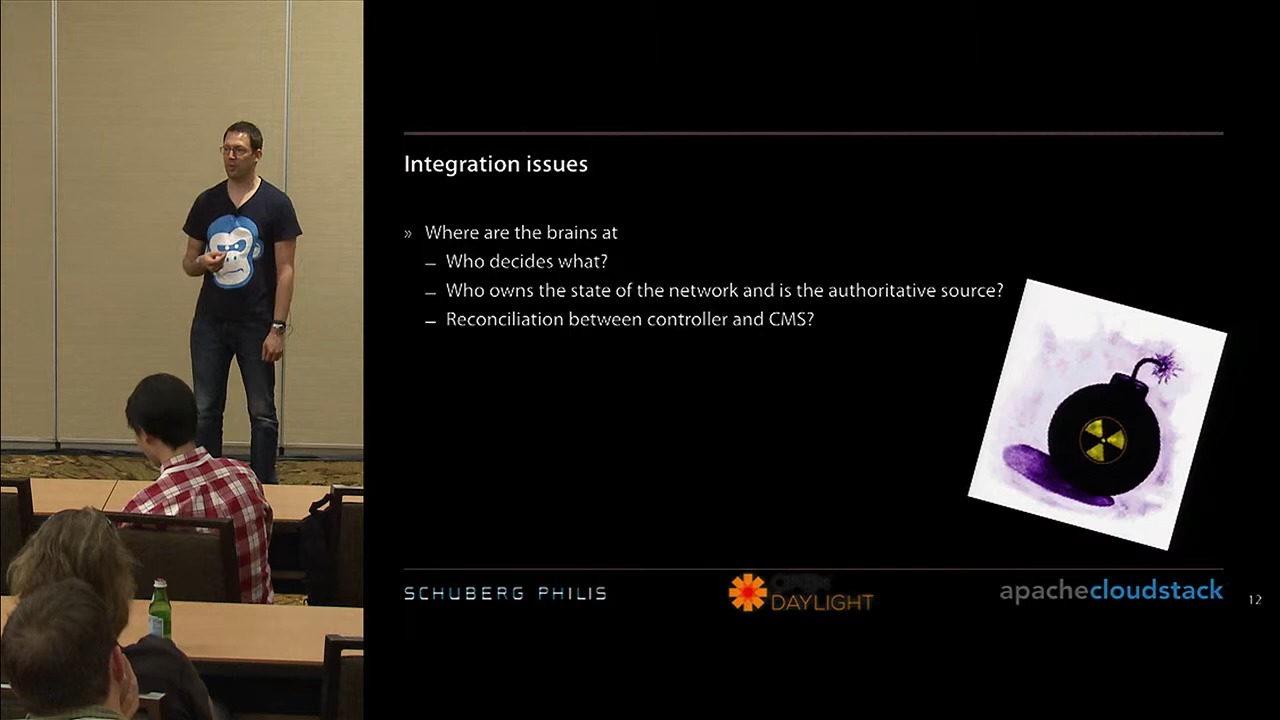 Integration issues
» Where are the brains at
– Who decides what?
– Who owns the state of the network and is the authoritative source?
– Reconciliation between controller and CMS?
SCHUBERG PHILIS
OPEN
DAYLIGHT
apachecloudstack
12